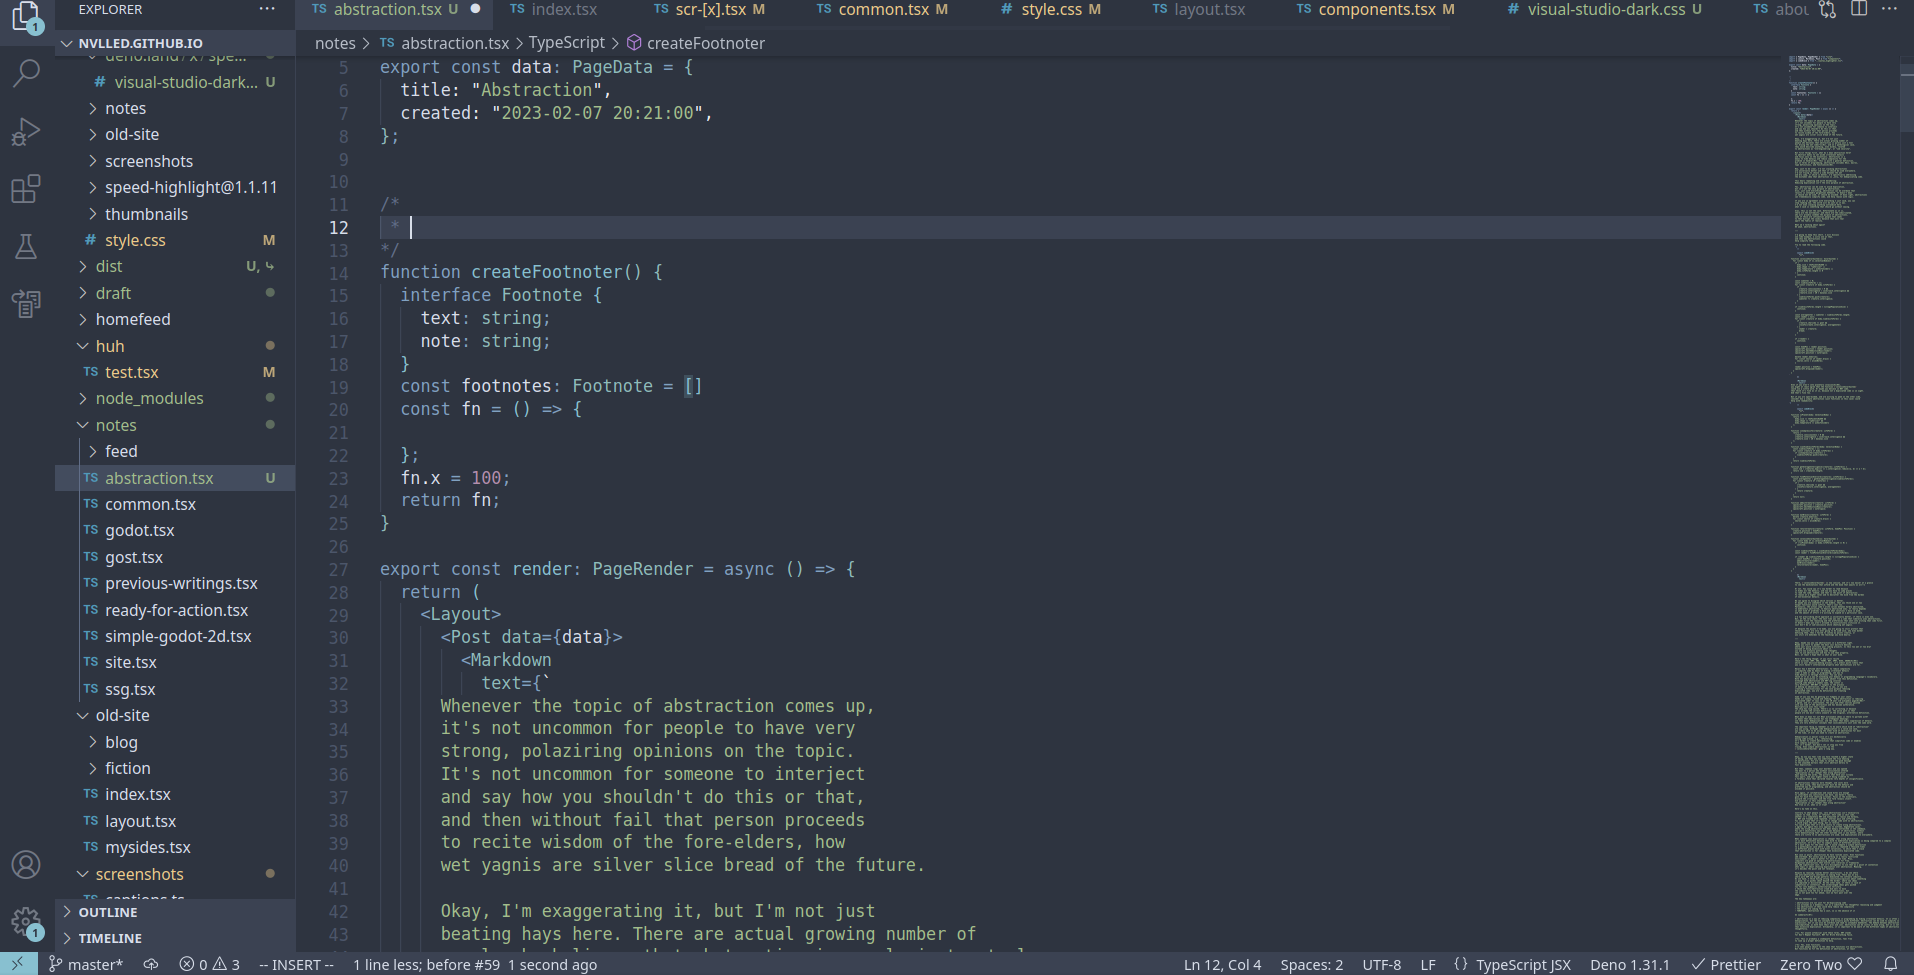 EXPLORER ···
TS abstraction.tsx U ●
TS index.tsx
TS scr-[x].tsx M
TS common.tsx M
# style.css M
TS layout.tsx
TS components.tsx M
# visual-studio-dark.css U
TS abou
···
1
NVLLED.GITHUB.IO
notes > TS abstraction.tsx > TypeScript > createFootnoter
deno.land / x / spe...
# visual-studio-dark... U
notes
old-site
screenshots
speed-highlight@1.1.11
thumbnails
# style.css M
dist U,
draft
homefeed
huh
TS test.tsx M
node_modules
notes
feed
TS abstraction.tsx U
TS common.tsx
TS godot.tsx
TS gost.tsx
TS previous-writings.tsx
TS ready-for-action.tsx
TS simple-godot-2d.tsx
TS site.tsx
TS ssg.tsx
old-site
blog
fiction
TS index.tsx
TS layout.tsx
TS mysides.tsx
screenshots
captions.ts
OUTLINE
TIMELINE
1
5 export const data: PageData = {
6 title: "Abstraction",
7 created: "2023-02-07 20:21:00",
8 };
9
10
11 /*
12 *
13 */
14 function createFootnoter() {
15 interface Footnote {
16 text: string;
17 note: string;
18 }
19 const footnotes: Footnote = []
20 const fn = () => {
21
22 };
23 fn.x = 100;
24 return fn;
25 }
26
27 export const render: PageRender = async () => {
28 return (
29 <Layout>
30 <Post data={data}>
31 <Markdown
32 text={`
33 Whenever the topic of abstraction comes up,
34 it's not uncommon for people to have very
35 strong, polaziring opinions on the topic.
36 It's not uncommon for someone to interject
37 and say how you shouldn't do this or that,
38 and then without fail that person proceeds
39 to recite wisdom of the fore-elders, how
40 wet yagnis are silver slice bread of the future.
41
42 Okay, I'm exaggerating it, but I'm not just
43 beating hays here. There are actual growing number of
master* 0 3 -- INSERT -- 1 line less; before #59 1 second ago
Ln 12, Col 4 Spaces: 2 UTF-8 LF {} TypeScript JSX Deno 1.31.1 ✓ Prettier Zero Two ♡